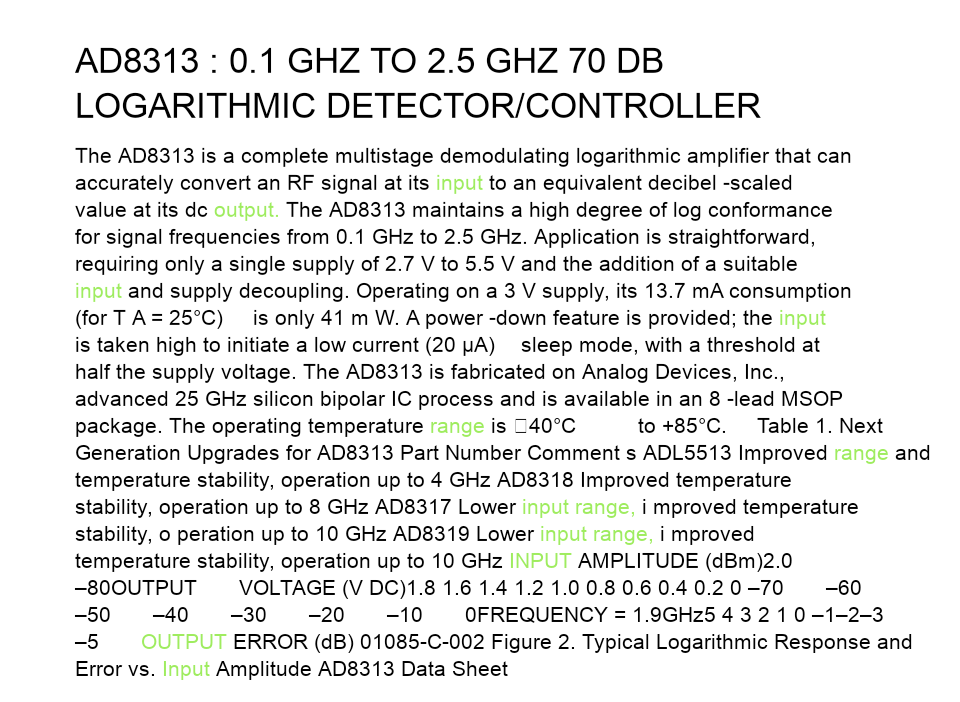 AD8313 : 0.1 GHZ TO 2.5 GHZ 70 DB
LOGARITHMIC DETECTOR/CONTROLLER
The AD8313 is a complete multistage demodulating logarithmic amplifier that can
accurately convert an RF signal at its input to an equivalent decibel -scaled
value at its dc output. The AD8313 maintains a high degree of log conformance
for signal frequencies from 0.1 GHz to 2.5 GHz. Application is straightforward,
requiring only a single supply of 2.7 V to 5.5 V and the addition of a suitable
input and supply decoupling. Operating on a 3 V supply, its 13.7 mA consumption
(for T A = 25°C) is only 41 m W. A power -down feature is provided; the input
is taken high to initiate a low current (20 µA) sleep mode, with a threshold at
half the supply voltage. The AD8313 is fabricated on Analog Devices, Inc.,
advanced 25 GHz silicon bipolar IC process and is available in an 8 -lead MSOP
package. The operating temperature range is 40°C to +85°C. Table 1. Next
Generation Upgrades for AD8313 Part Number Comment s ADL5513 Improved range and
temperature stability, operation up to 4 GHz AD8318 Improved temperature
stability, operation up to 8 GHz AD8317 Lower input range, i mproved temperature
stability, o peration up to 10 GHz AD8319 Lower input range, i mproved
temperature stability, operation up to 10 GHz INPUT AMPLITUDE (dBm)2.0
–80OUTPUT VOLTAGE (V DC)1.8 1.6 1.4 1.2 1.0 0.8 0.6 0.4 0.2 0 –70 –60
–50 –40 –30 –20 –10 0FREQUENCY = 1.9GHz5 4 3 2 1 0 –1–2–3
–5 OUTPUT ERROR (dB) 01085-C-002 Figure 2. Typical Logarithmic Response and
Error vs. Input Amplitude AD8313 Data Sheet